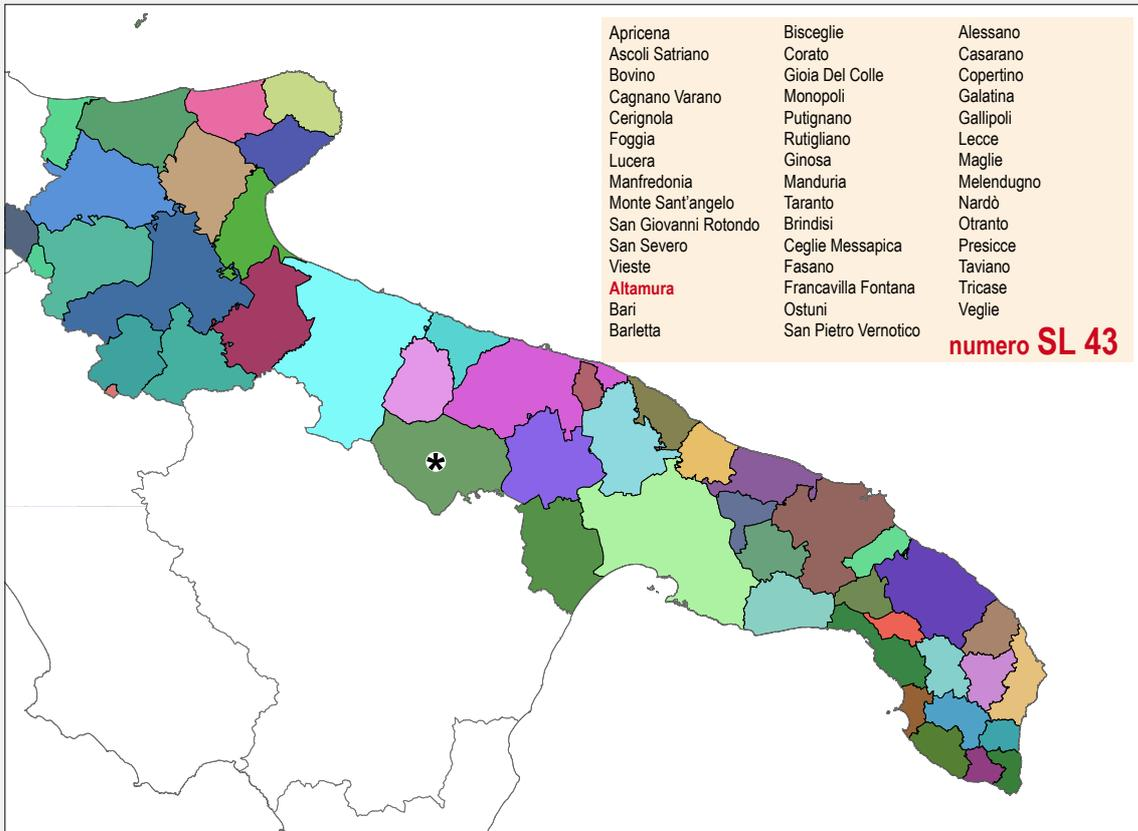 Apricena
Ascoli Satriano
Bovino
Cagnano Varano
Cerignola
Foggia
Lucera
Manfredonia
Monte Sant'angelo
San Giovanni Rotondo
San Severo
Vieste
Altamura
Bari
Barletta
Bisceglie
Corato
Gioia Del Colle
Monopoli
Putignano
Rutigliano
Ginosa
Manduria
Taranto
Brindisi
Ceglie Messapica
Fasano
Francavilla Fontana
Ostuni
San Pietro Vernotico
Alessano
Casarano
Copertino
Galatina
Gallipoli
Lecce
Maglie
Melendugno
Nardò
Otranto
Presicce
Taviano
Tricase
Veglie
numero SL 43
*